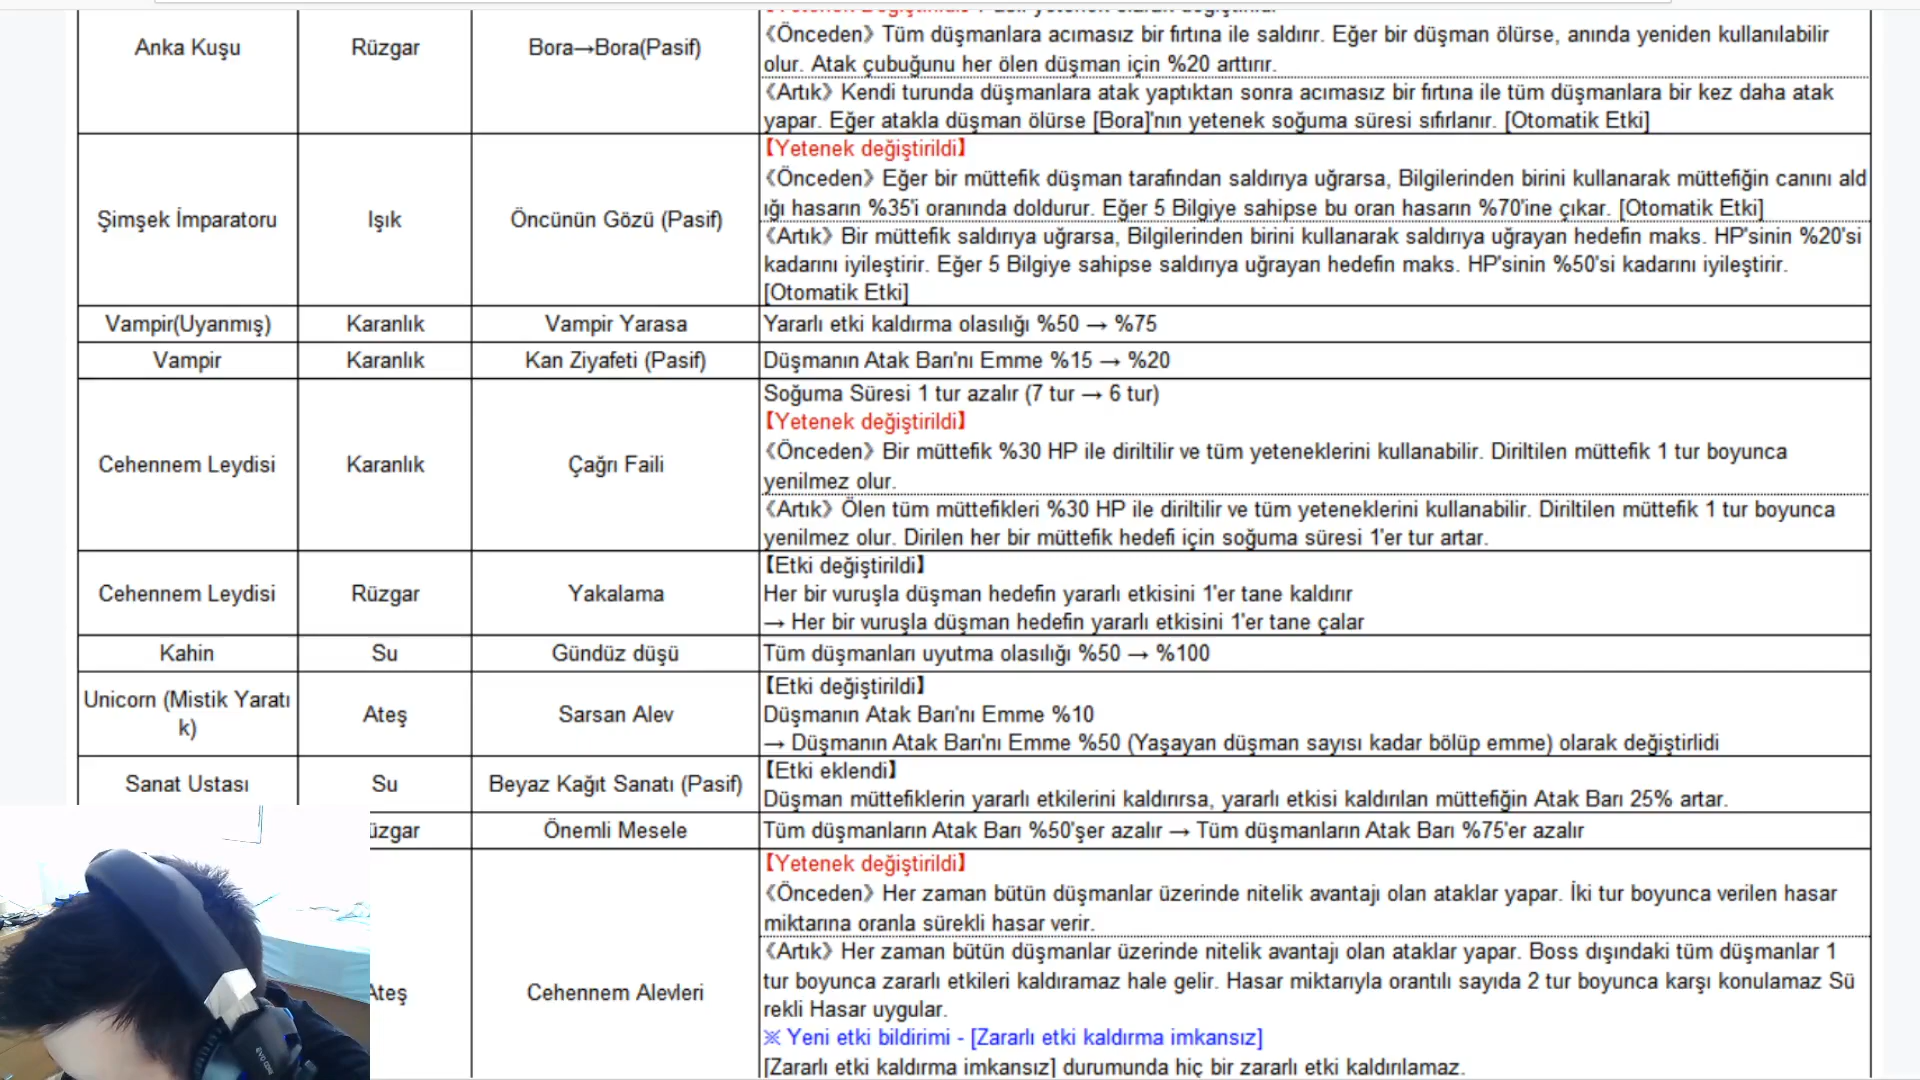 Anka Kuşu
Rüzgar
Bora→Bora(Pasif)
《Önceden》Tüm düşmanlara acımasız bir fırtına ile saldırır. Eğer bir düşman ölürse, anında yeniden kullanılabilir
olur. Atak çubuğunu her ölen düşman için %20 arttırır.
《Artık》Kendi turunda düşmanlara atak yaptıktan sonra acımasız bir fırtına ile tüm düşmanlara bir kez daha atak
yapar. Eğer atakla düşman ölürse [Bora]'nın yetenek soğuma süresi sıfırlanır. [Otomatik Etki]
Şimşek İmparatoru
Işık
Öncünün Gözü (Pasif)
【Yetenek değiştirildi】
《Önceden》Eğer bir müttefik düşman tarafından saldırıya uğrarsa, Bilgilerinden birini kullanarak müttefiğin canını ald
ığı hasarın %35'i oranında doldurur. Eğer 5 Bilgiye sahipse bu oran hasarın %70'ine çıkar. [Otomatik Etki]
《Artık》Bir müttefik saldırıya uğrarsa, Bilgilerinden birini kullanarak saldırıya uğrayan hedefin maks. HP'sinin %20'si
kadarını iyileştirir. Eğer 5 Bilgiye sahipse saldırıya uğrayan hedefin maks. HP'sinin %50'si kadarını iyileştirir.
[Otomatik Etki]
Vampir(Uyanmış)
Karanlık
Vampir Yarasa
Yararlı etki kaldırma olasılığı %50 → %75
Vampir
Karanlık
Kan Ziyafeti (Pasif)
Düşmanın Atak Barı'nı Emme %15 → %20
Cehennem Leydisi
Karanlık
Çağrı Faili
Soğuma Süresi 1 tur azalır (7 tur → 6 tur)
【Yetenek değiştirildi】
《Önceden》Bir müttefik %30 HP ile diriltilir ve tüm yeteneklerini kullanabilir. Diriltilen müttefik 1 tur boyunca
yenilmez olur.
《Artık》Ölen tüm müttefikleri %30 HP ile diriltilir ve tüm yeteneklerini kullanabilir. Diriltilen müttefik 1 tur boyunca
yenilmez olur. Dirilen her bir müttefik hedefi için soğuma süresi 1'er tur artar.
Cehennem Leydisi
Rüzgar
Yakalama
【Etki değiştirildi】
Her bir vuruşla düşman hedefin yararlı etkisini 1'er tane kaldırır
→ Her bir vuruşla düşman hedefin yararlı etkisini 1'er tane çalar
Kahin
Su
Gündüz düşü
Tüm düşmanları uyutma olasılığı %50 → %100
Unicorn (Mistik Yaratı
k)
Ateş
Sarsan Alev
【Etki değiştirildi】
Düşmanın Atak Barı'nı Emme %10
→ Düşmanın Atak Barı'nı Emme %50 (Yaşayan düşman sayısı kadar bölüp emme) olarak değiştirlidi
Sanat Ustası
Su
Beyaz Kağıt Sanatı (Pasif)
【Etki eklendi】
Düşman müttefiklerin yararlı etkilerini kaldırırsa, yararlı etkisi kaldırılan müttefiğin Atak Barı 25% artar.
üzgar
Önemli Mesele
Tüm düşmanların Atak Barı %50'şer azalır → Tüm düşmanların Atak Barı %75'er azalır
Ateş
Cehennem Alevleri
【Yetenek değiştirildi】
《Önceden》Her zaman bütün düşmanlar üzerinde nitelik avantajı olan ataklar yapar. İki tur boyunca verilen hasar
miktarına oranla sürekli hasar verir.
《Artık》Her zaman bütün düşmanlar üzerinde nitelik avantajı olan ataklar yapar. Boss dışındaki tüm düşmanlar 1
tur boyunca zararlı etkileri kaldıramaz hale gelir. Hasar miktarıyla orantılı sayıda 2 tur boyunca karşı konulamaz Sü
rekli Hasar uygular.
※ Yeni etki bildirimi - [Zararlı etki kaldırma imkansız]
[Zararlı etki kaldırma imkansız] durumunda hiç bir zararlı etki kaldırılamaz.